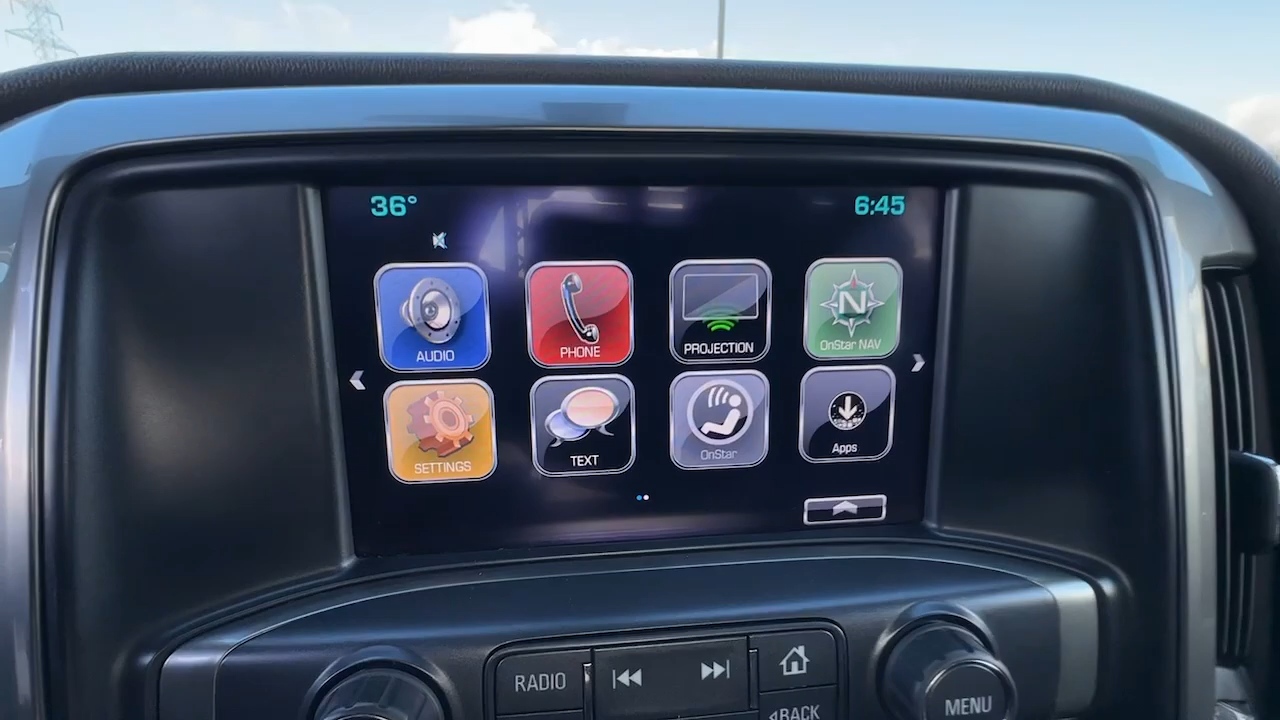 36°
6:45
AUDIO
PHONE
PROJECTION
N
OnStar NAV
SETTINGS
TEXT
OnStar
Apps
RADIO
BACK
MENU